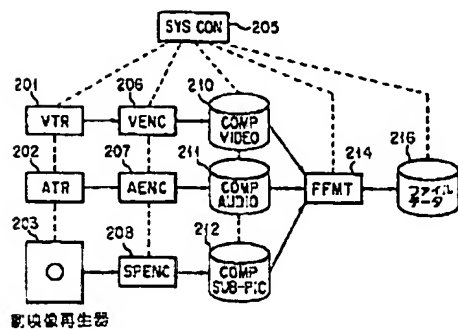 SYS CON
205
201
206
210
VTR
VENC
COMP
VIDEO
202
207
211
214
216
ATR
AENC
COMP
AUDIO
FFMT
ファイル
データ
203
208
212
SPENC
COMP
SUB-PIC
副映像再生器